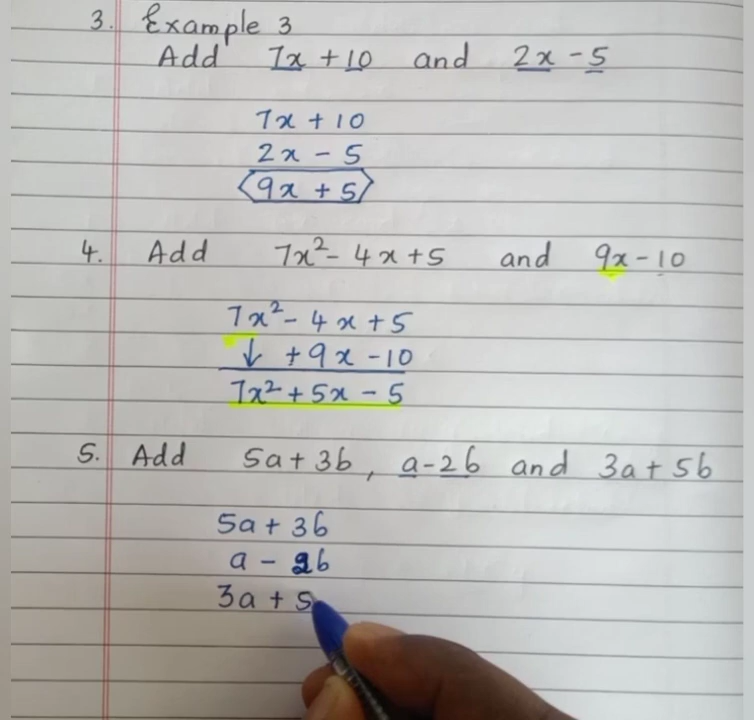 3. Example 3
Add 7x + 10 and 2x - 5
7x + 10
2x - 5
9x + 5
4. Add 7x² - 4x + 5 and 9x - 10
7x² - 4x + 5
↓ + 9x - 10
7x² + 5x - 5
5. Add 5a + 3b, a - 2b and 3a + 5b
5a + 3b
a - 2b
3a + 5